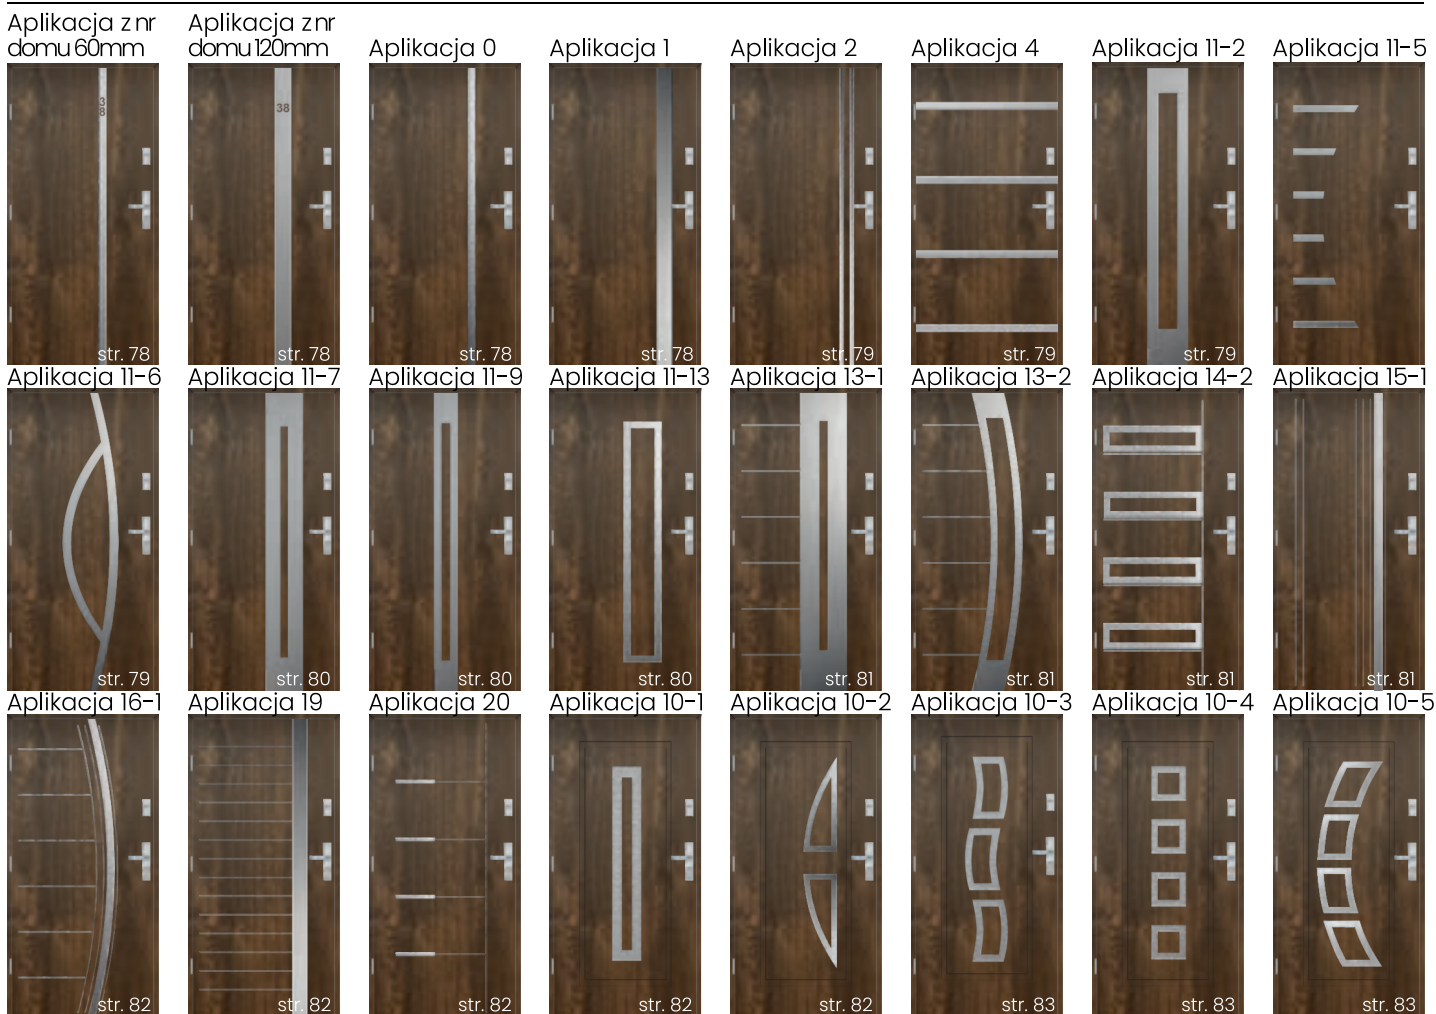 Aplikacja z nr
domu 60mm
Aplikacja z nr
domu 120mm
Aplikacja 0
Aplikacja 1
Aplikacja 2
Aplikacja 4
Aplikacja 11-2
Aplikacja 11-5
3
8
38
str. 78
str. 78
str. 78
str. 78
str. 79
str. 79
str. 79
Aplikacja 11-6
Aplikacja 11-7
Aplikacja 11-9
Aplikacja 11-13
Aplikacja 13-1
Aplikacja 13-2
Aplikacja 14-2
Aplikacja 15-1
str. 79
str. 80
str. 80
str. 80
str. 81
str. 81
str. 81
str. 81
Aplikacja 16-1
Aplikacja 19
Aplikacja 20
Aplikacja 10-1
Aplikacja 10-2
Aplikacja 10-3
Aplikacja 10-4
Aplikacja 10-5
str. 82
str. 82
str. 82
str. 82
str. 82
str. 83
str. 83
str. 83